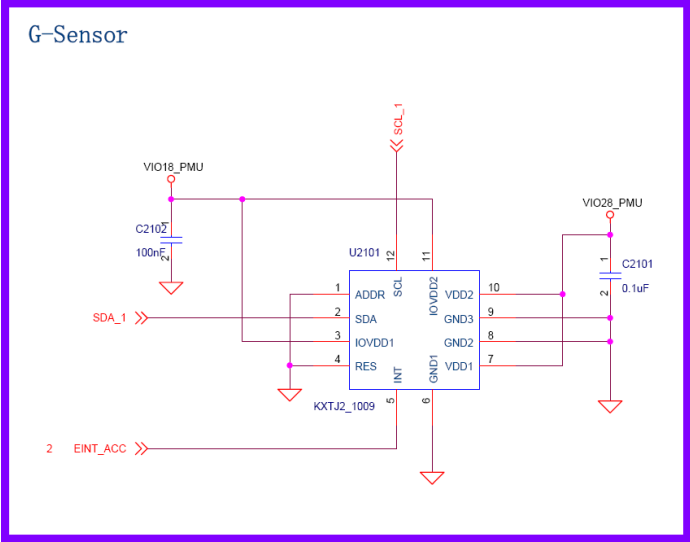 G-Sensor
SCL_1
VIO18_PMU
VIO28_PMU
C2102
1
100nF
2
U2101
12
11
SCL
IOVDD2
1
C2101
2
0.1uF
1
ADDR
VDD2
10
SDA_1
2
SDA
GND3
9
3
IOVDD1
GND2
8
4
RES
VDD1
7
INT
GND1
KXTJ2_1009
5
6
2
EINT_ACC